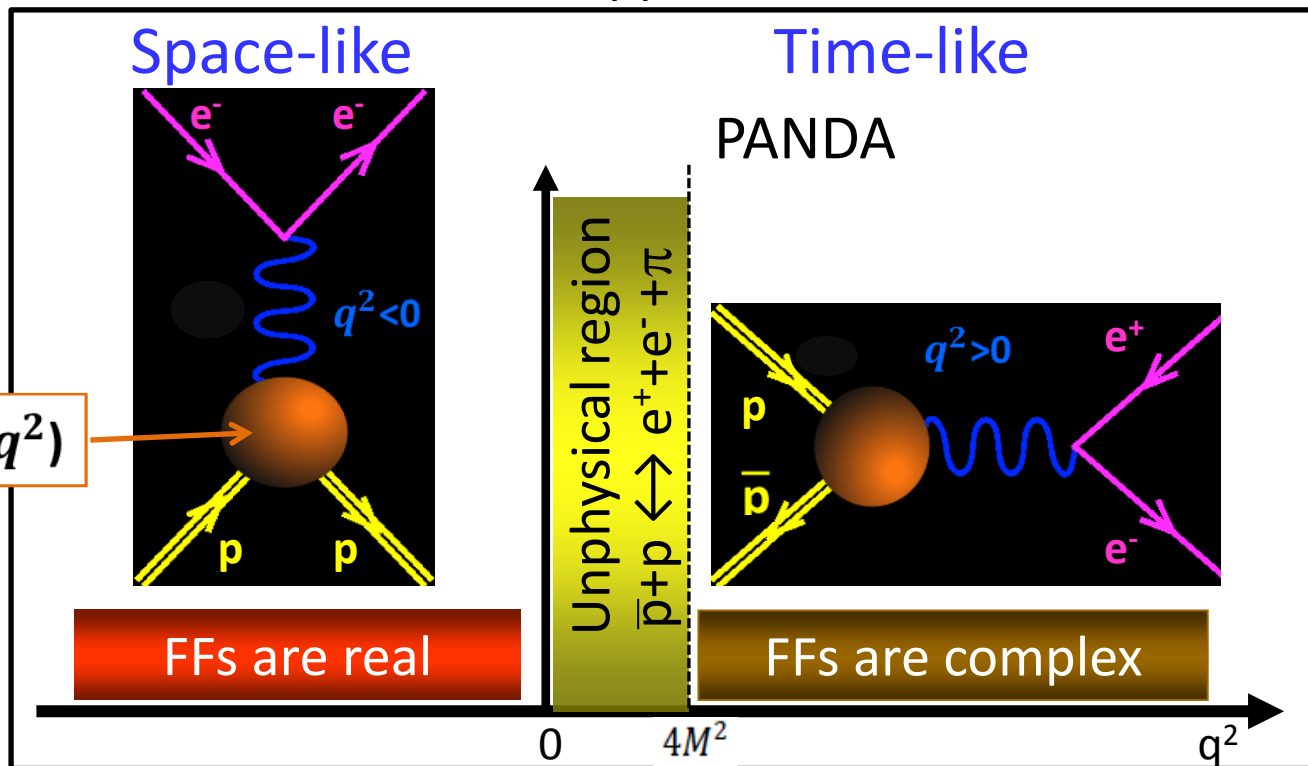 Space-like
Time-like
PANDA
e⁻ e⁻
q²<0
q²)
p p
FFs are real
Unphysical region
p̅+p ↔ e⁺+e⁻+π
q²>0
p
p̅
e⁺
e⁻
FFs are complex
0
4M²
q²